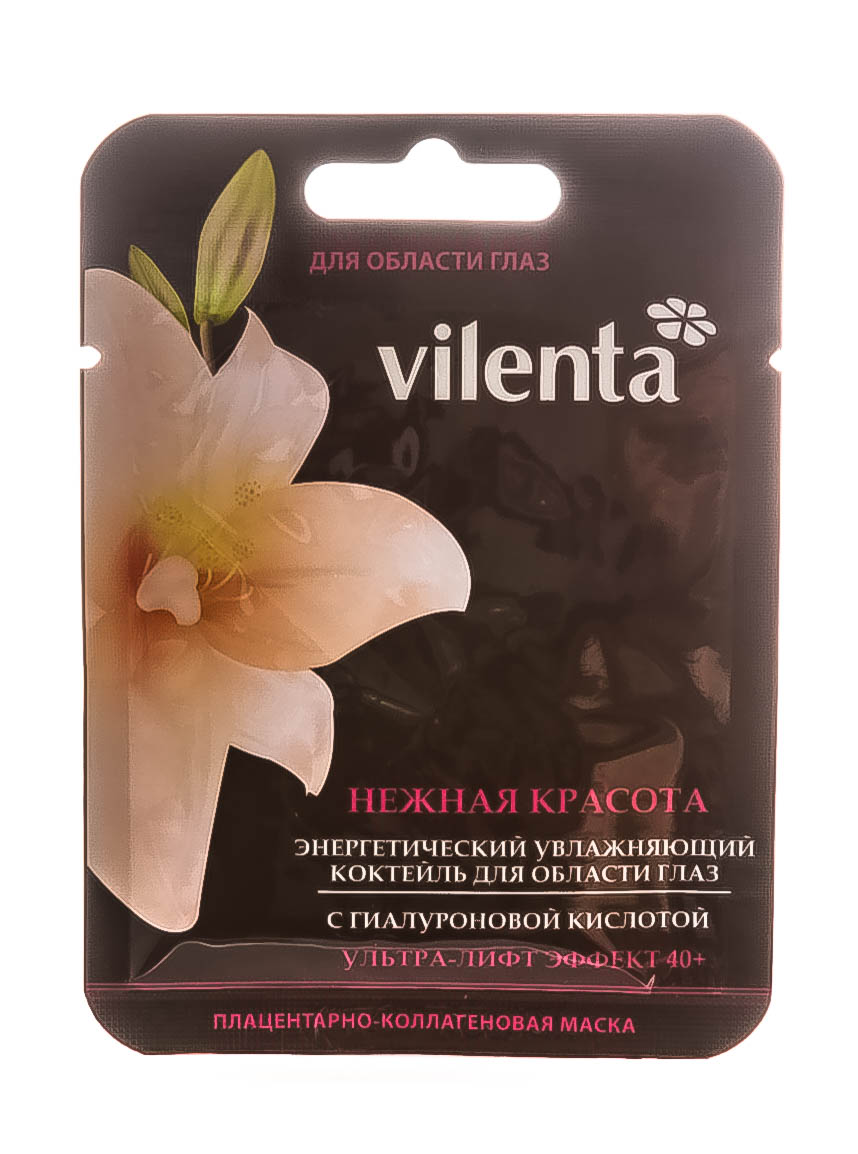 ДЛЯ ОБЛАСТИ ГЛАЗ
vilenta
НЕЖНАЯ КРАСОТА
ЭНЕРГЕТИЧЕСКИЙ УВЛАЖНЯЮЩИЙ
КОКТЕЙЛЬ ДЛЯ ОБЛАСТИ ГЛАЗ
С ГИАЛУРОНОВОЙ КИСЛОТОЙ
УЛЬТРА-ЛИФТ ЭФФЕКТ 40+
ПЛАЦЕНТАРНО-КОЛЛАГЕНОВАЯ МАСКА